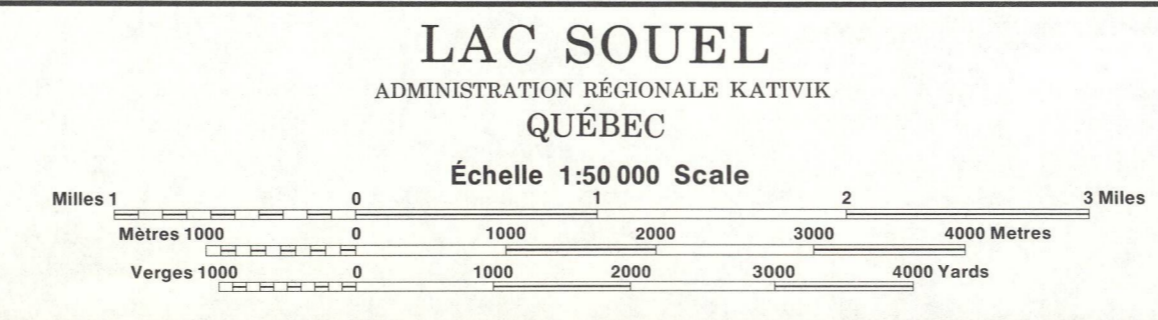 LAC SOUEL
ADMINISTRATION RÉGIONALE KATIVIK
QUÉBEC
Échelle 1:50 000 Scale
Milles 1 0 1 2 3 Miles
Mètres 1000 0 1000 2000 3000 4000 Metres
Verges 1000 0 1000 2000 3000 4000 Yards